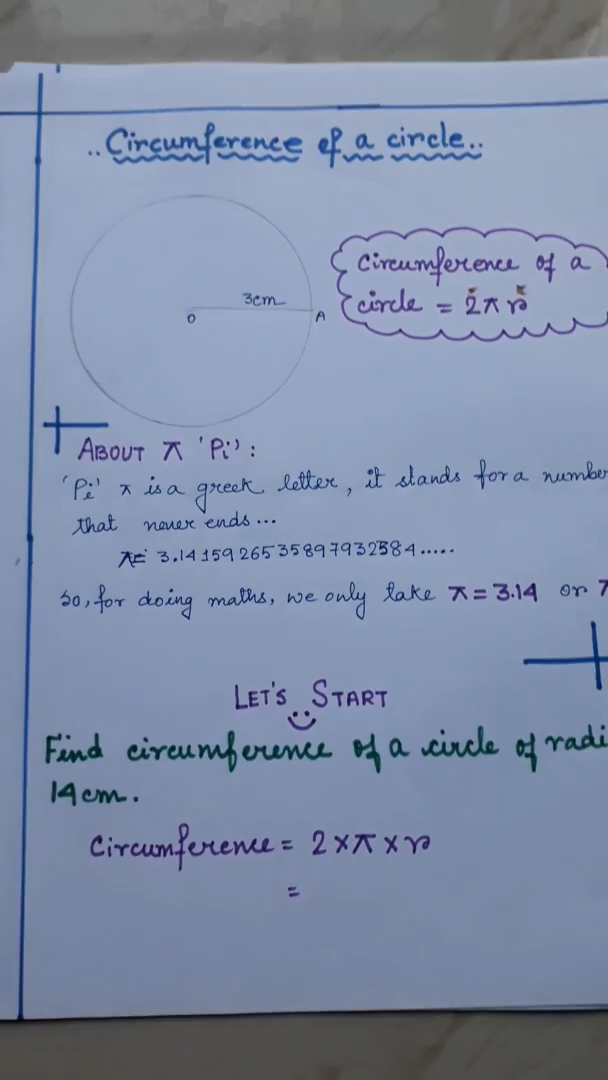 ..Circumference of a circle..
3cm
O
A
Circumference of a
circle = 2πr
ABOUT π 'Pi':
'Pi' π is a greek letter, it stands for a number
that never ends...
π = 3.1415926535897932384.....
so, for doing maths, we only take π = 3.14 or
LET'S START
Find circumference of a circle of radi
14cm.
Circumference = 2×π×r
=